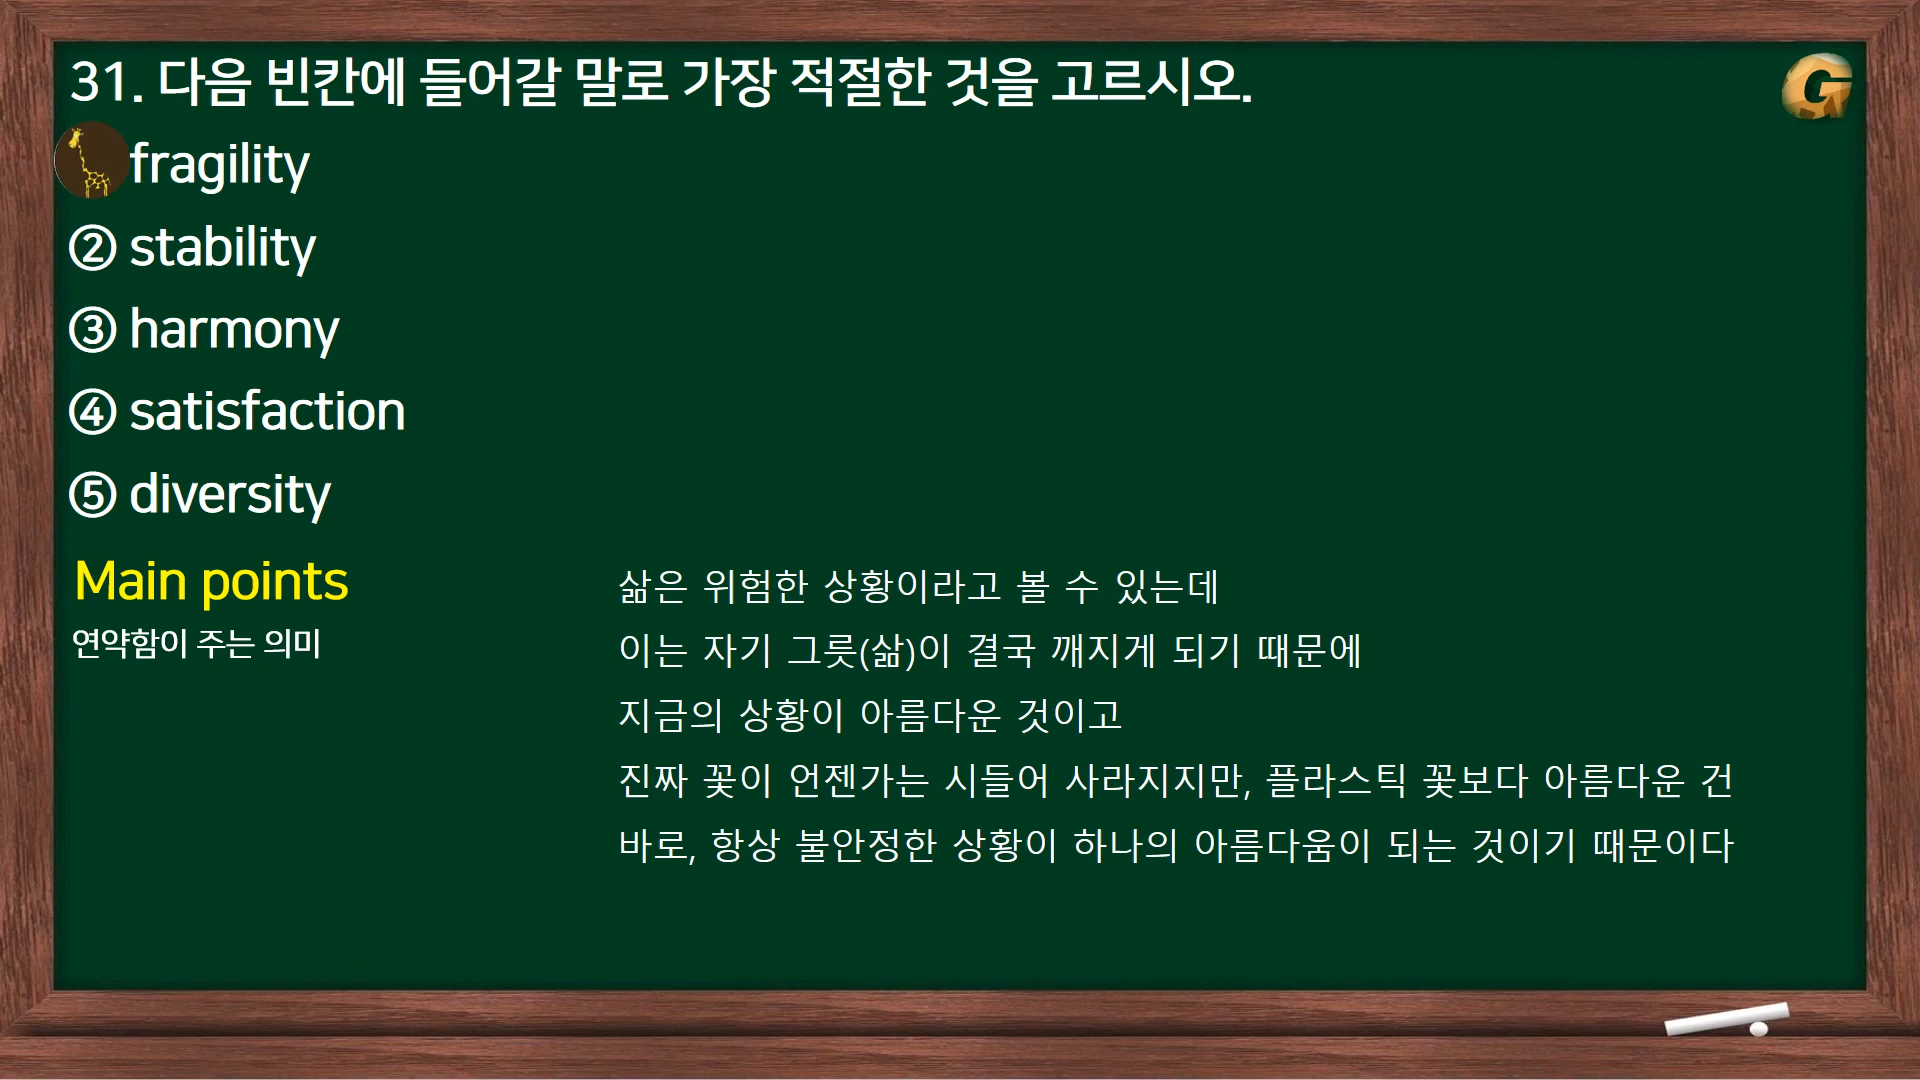 31. 다음 빈칸에 들어갈 말로 가장 적절한 것을 고르시오.
G
fragility
② stability
③ harmony
④ satisfaction
⑤ diversity
Main points
연약함이 주는 의미
삶은 위험한 상황이라고 볼 수 있는데
이는 자기 그릇(삶)이 결국 깨지게 되기 때문에
지금의 상황이 아름다운 것이고
진짜 꽃이 언젠가는 시들어 사라지지만, 플라스틱 꽃보다 아름다운 건
바로, 항상 불안정한 상황이 하나의 아름다움이 되는 것이기 때문이다